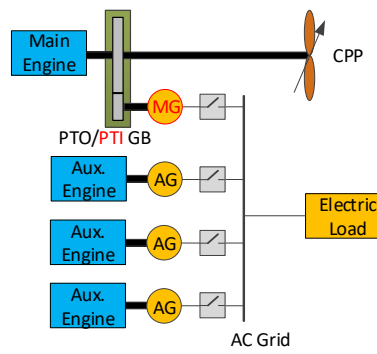 Main
Engine
CPP
MG
PTO/PTI GB
Aux.
Engine
AG
Aux.
Engine
AG
Electric
Load
Aux.
Engine
AG
AC Grid